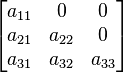 a₁₁ 0 0
a₂₁ a₂₂ 0
a₃₁ a₃₂ a₃₃